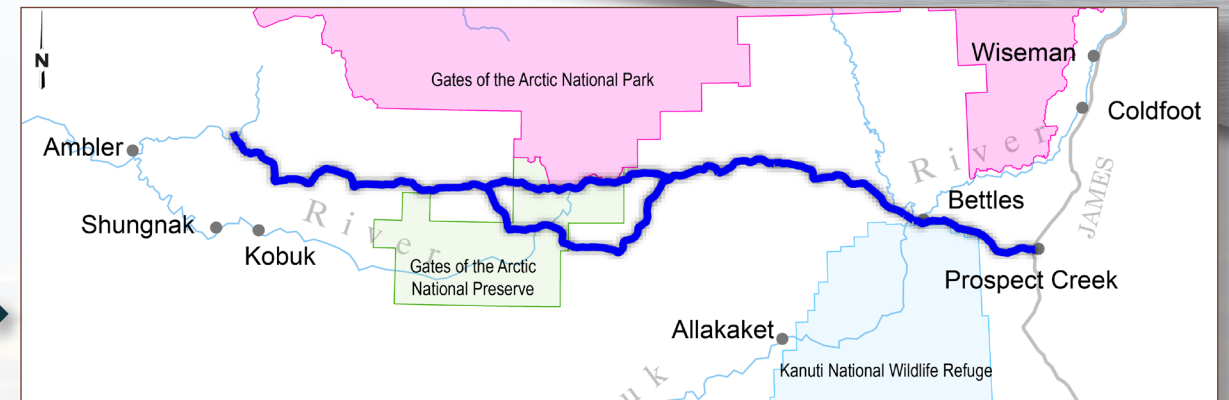 N
Gates of the Arctic National Park
Wiseman
Coldfoot
Ambler
River
JAMES
Bettles
Shungnak
River
Kobuk
Gates of the Arctic
National Preserve
Prospect Creek
Allakaket
Kanuti National Wildlife Refuge
uk